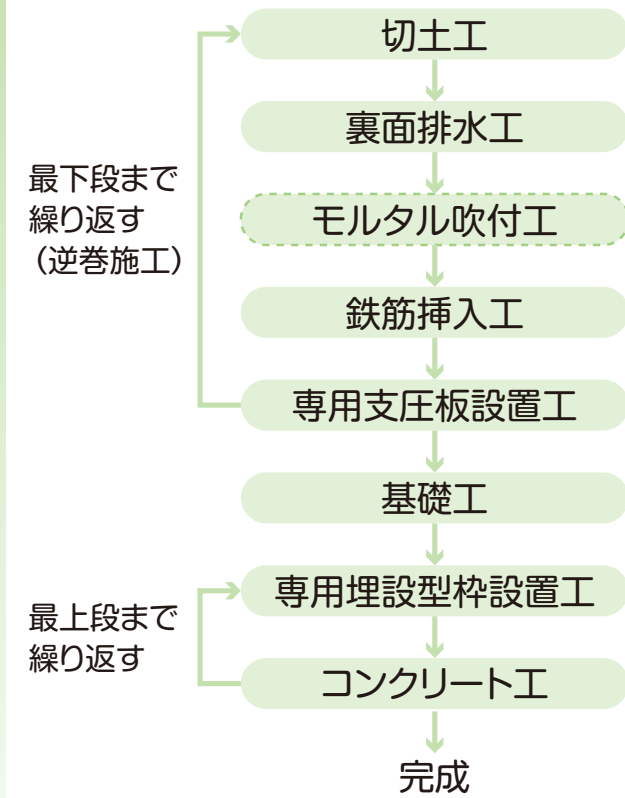 切土工
裏面排水工
最下段まで
繰り返す
（逆巻施工）
モルタル吹付工
鉄筋挿入工
専用支圧板設置工
基礎工
専用埋設型枠設置工
最上段まで
繰り返す
コンクリート工
完成